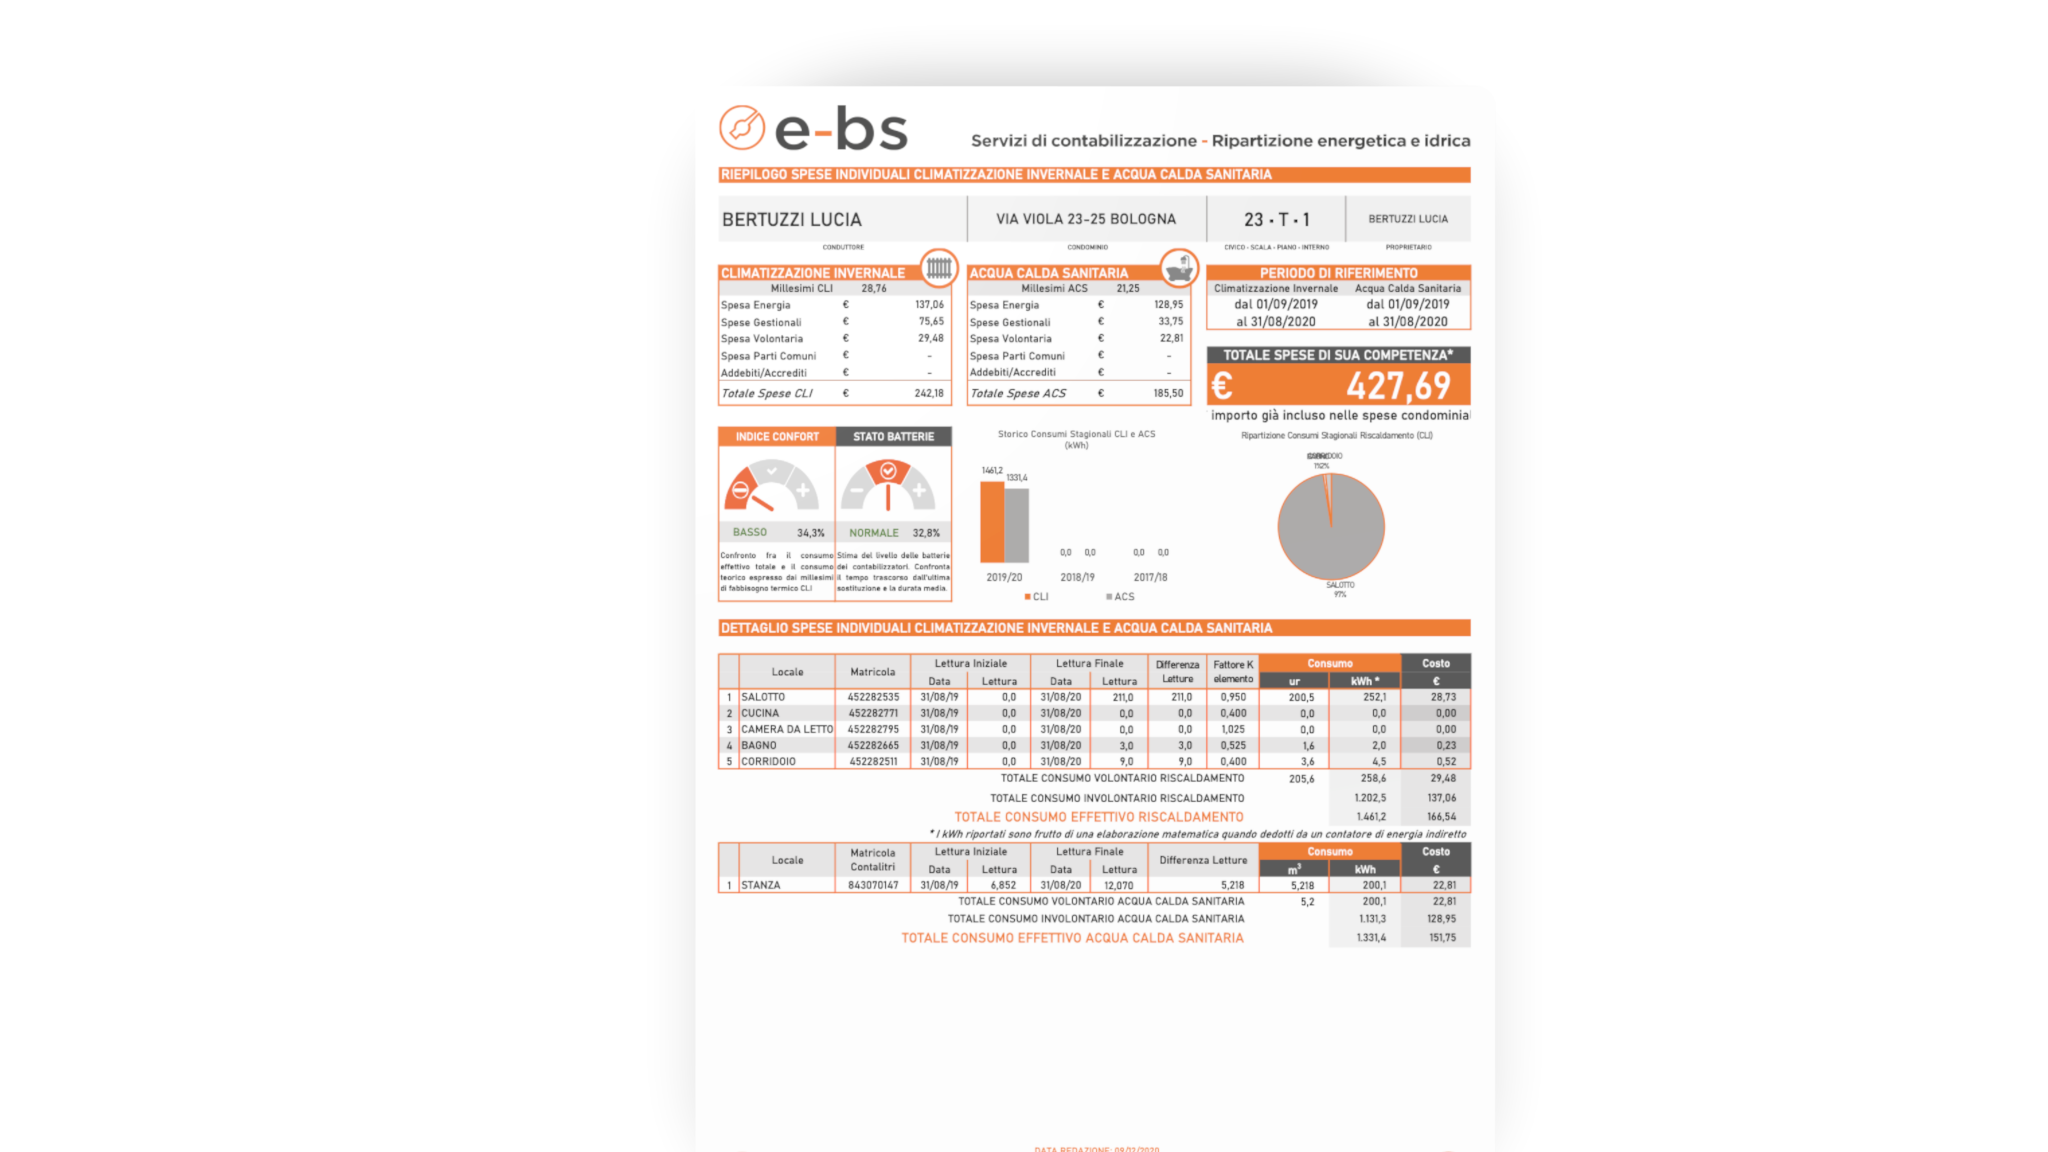 e-bs
Servizi di contabilizzazione - Ripartizione energetica e idrica
RIEPILOGO SPESE INDIVIDUALI CLIMATIZZAZIONE INVERNALE E ACQUA CALDA SANITARIA
BERTUZZI LUCIA VIA VIOLA 23-25 BOLOGNA 23 - T - 1 BERTUZZI LUCIA
CONDUTTORE CONDOMINIO CIVICO - SCALA - PIANO - INTERNO PROPRIETARIO
CLIMATIZZAZIONE INVERNALE
Millesimi CLI 28,76
Spesa Energia € 137,06
Spese Gestionali € 75,65
Spesa Volontaria € 29,48
Spesa Parti Comuni € -
Addebiti/Accrediti € -
Totale Spese CLI € 242,18
ACQUA CALDA SANITARIA
Millesimi ACS 21,25
Spesa Energia € 128,95
Spese Gestionali € 33,75
Spesa Volontaria € 22,81
Spesa Parti Comuni € -
Addebiti/Accrediti € -
Totale Spese ACS € 185,50
PERIODO DI RIFERIMENTO
Climatizzazione Invernale Acqua Calda Sanitaria
dal 01/09/2019 dal 01/09/2019
al 31/08/2020 al 31/08/2020
TOTALE SPESE DI SUA COMPETENZA*
€ 427,69
importo già incluso nelle spese condominial
INDICE CONFORT STATO BATTERIE
BASSO 34,3% NORMALE 32,8%
Confronto fra il consumo
effettivo totale e il consumo
teorico espresso dai millesimi
di fabbisogno termico CLI
Stima del livello delle batterie
dei contabilizzatori. Confronta
il tempo trascorso dall'ultima
sostituzione e la durata media.
Storico Consumi Stagionali CLI e ACS
(kWh)
1461,2
1331,4
0,0 0,0 0,0 0,0
2019/20 2018/19 2017/18
CLI ACS
Ripartizione Consumi Stagionali Riscaldamento (CLI)
SALOTTO
97%
DETTAGLIO SPESE INDIVIDUALI CLIMATIZZAZIONE INVERNALE E ACQUA CALDA SANITARIA
Locale Matricola Lettura Iniziale Lettura Finale Differenza Letture Fattore K elemento Consumo Costo
Data Lettura Data Lettura ur kWh * €
1 SALOTTO 452282535 31/08/19 0,0 31/08/20 211,0 211,0 0,950 200,5 252,1 28,73
2 CUCINA 452282771 31/08/19 0,0 31/08/20 0,0 0,0 0,400 0,0 0,0 0,00
3 CAMERA DA LETTO 452282795 31/08/19 0,0 31/08/20 0,0 0,0 1,025 0,0 0,0 0,00
4 BAGNO 452282665 31/08/19 0,0 31/08/20 3,0 3,0 0,525 1,6 2,0 0,23
5 CORRIDOIO 452282511 31/08/19 0,0 31/08/20 9,0 9,0 0,400 3,6 4,5 0,52
TOTALE CONSUMO VOLONTARIO RISCALDAMENTO 205,6 258,6 29,48
TOTALE CONSUMO INVOLONTARIO RISCALDAMENTO 1.202,5 137,06
TOTALE CONSUMO EFFETTIVO RISCALDAMENTO 1.461,2 166,54
* I kWh riportati sono frutto di una elaborazione matematica quando dedotti da un contatore di energia indiretto
Locale Matricola Contalitri Lettura Iniziale Lettura Finale Differenza Letture Consumo Costo
Data Lettura Data Lettura m³ kWh €
1 STANZA 843070147 31/08/19 6,852 31/08/20 12,070 5,218 5,218 200,1 22,81
TOTALE CONSUMO VOLONTARIO ACQUA CALDA SANITARIA 5,2 200,1 22,81
TOTALE CONSUMO INVOLONTARIO ACQUA CALDA SANITARIA 1.131,3 128,95
TOTALE CONSUMO EFFETTIVO ACQUA CALDA SANITARIA 1.331,4 151,75
DATA REDAZIONE: 09/12/2020